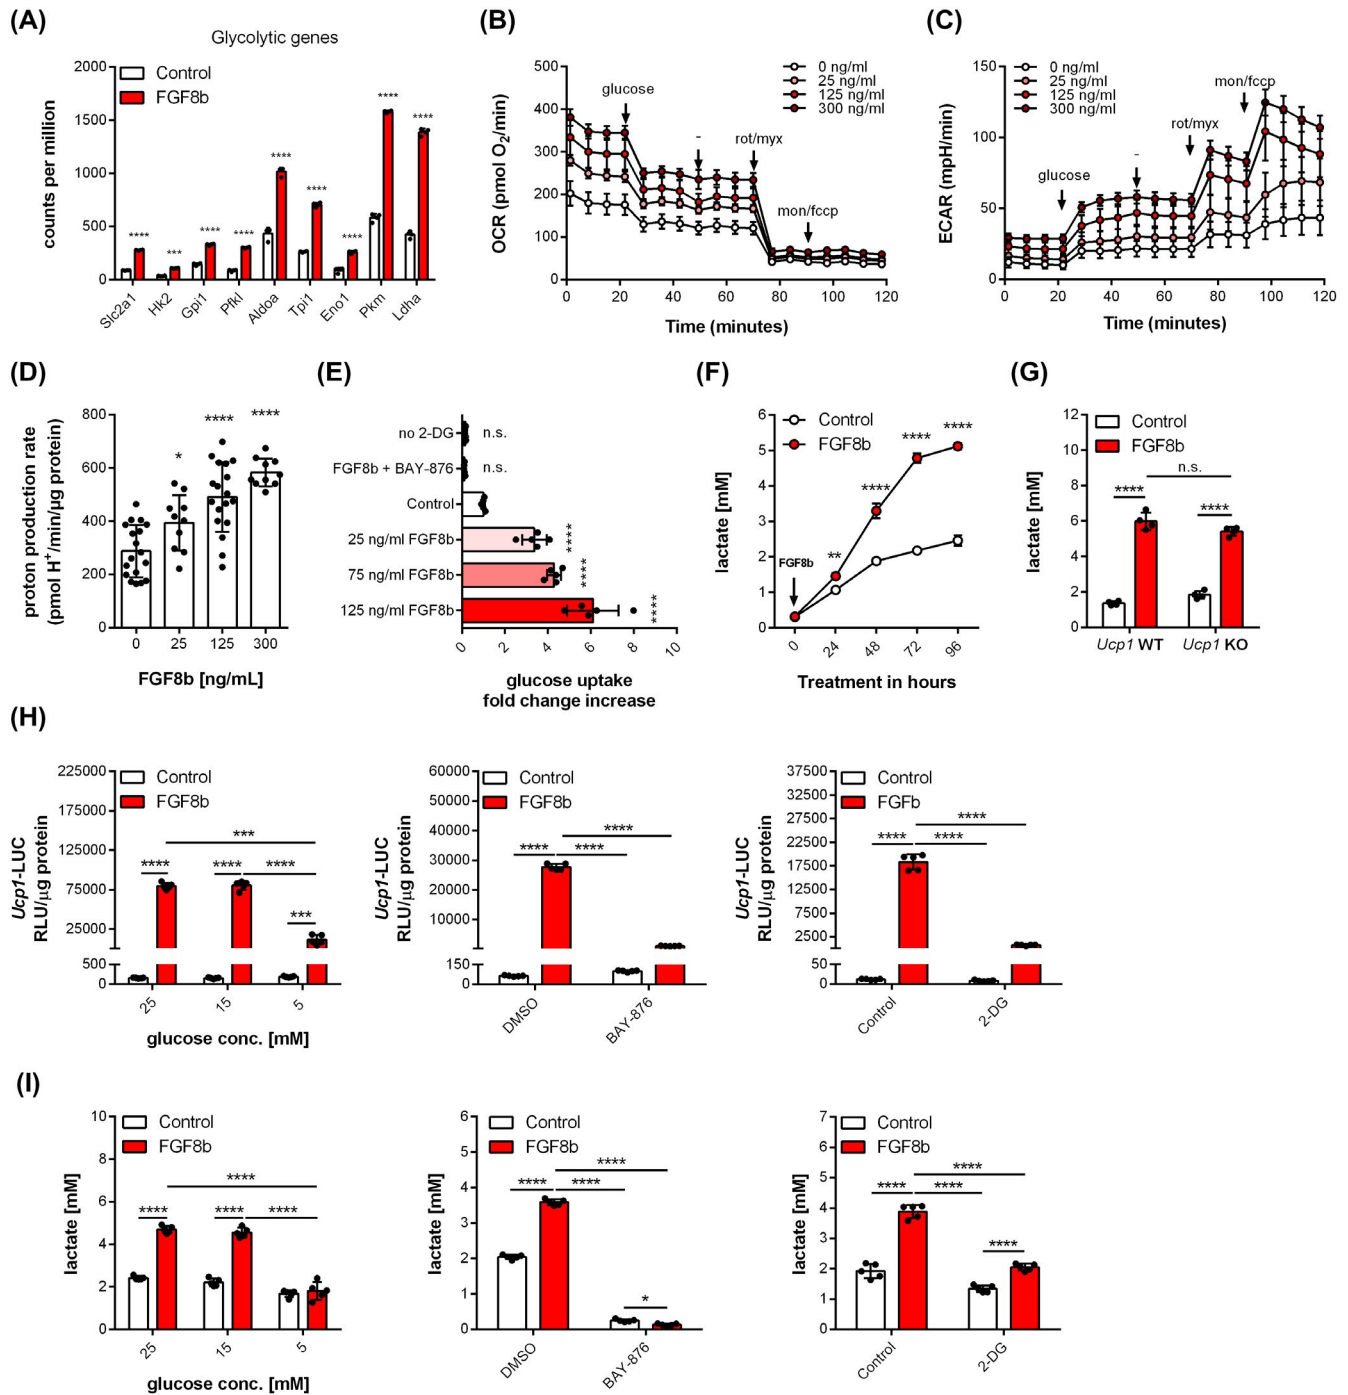 (A)
Glycolytic genes
Control
FGF8b
counts per million
2000
1500
1000
500
0
****
***
****
****
****
****
****
****
****
Slc2a1
Hk2
Gpi1
Pfkl
Aldoa
Tpi1
Eno1
Pkm
Ldha
(B)
OCR (pmol O2/min)
500
400
300
200
100
0
glucose
-
rot/myx
mon/fccp
0 ng/ml
25 ng/ml
125 ng/ml
300 ng/ml
0 20 40 60 80 100 120
Time (minutes)
(C)
ECAR (mpH/min)
150
100
50
0
0 ng/ml
25 ng/ml
125 ng/ml
300 ng/ml
glucose
-
rot/myx
mon/fccp
0 20 40 60 80 100 120
Time (minutes)
(D)
proton production rate
(pmol H+/min/µg protein)
800
600
400
200
0
*
****
****
0 25 125 300
FGF8b [ng/mL]
(E)
no 2-DG
n.s.
FGF8b + BAY-876
n.s.
Control
25 ng/ml FGF8b
****
75 ng/ml FGF8b
****
125 ng/ml FGF8b
****
0 2 4 6 8 10
glucose uptake
fold change increase
(F)
lactate [mM]
6
5
4
3
2
1
0
Control
FGF8b
FGF8b
**
****
****
****
0 24 48 72 96
Treatment in hours
(G)
lactate [mM]
12
10
8
6
4
2
0
Control
FGF8b
n.s.
****
****
Ucp1 WT
Ucp1 KO
(H)
Ucp1-LUC
RLU/µg protein
225000
175000
125000
75000
25000
500
0
Control
FGF8b
***
****
****
****
***
25 15 5
glucose conc. [mM]
Ucp1-LUC
RLU/µg protein
60000
50000
40000
30000
20000
10000
150
0
Control
FGF8b
****
****
****
DMSO
BAY-876
Ucp1-LUC
RLU/µg protein
37500
32500
27500
22500
17500
12500
7500
2500
50
0
Control
FGFb
****
****
****
Control
2-DG
(I)
lactate [mM]
10
8
6
4
2
0
Control
FGF8b
****
****
****
****
25 15 5
glucose conc. [mM]
lactate [mM]
6
5
4
3
2
1
0
Control
FGF8b
****
****
****
*
DMSO
BAY-876
lactate [mM]
7
6
5
4
3
2
1
0
Control
FGF8b
****
****
****
****
Control
2-DG